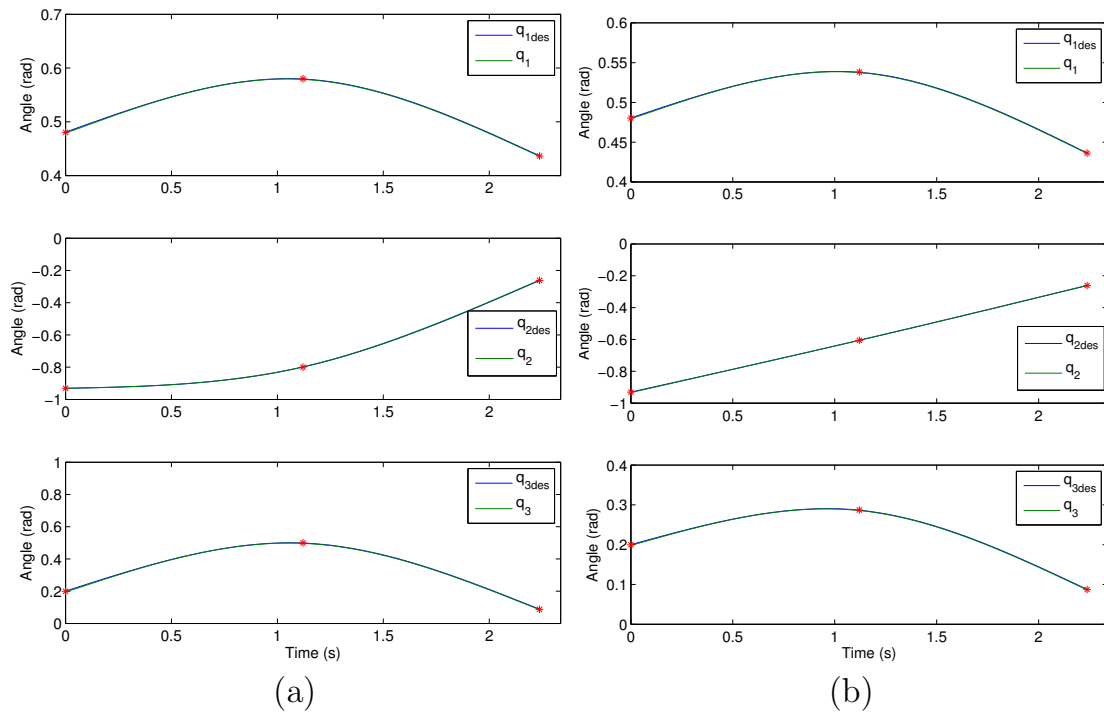 0.7
0.6
0.5
0.4
Angle (rad)
0 0.5 1 1.5 2
q1des
q1
0
−0.2
−0.4
−0.6
−0.8
−1
Angle (rad)
0 0.5 1 1.5 2
q2des
q2
1
0.8
0.6
0.4
0.2
0
Angle (rad)
0 0.5 1 1.5 2
Time (s)
q3des
q3
(a)
0.6
0.55
0.5
0.45
0.4
Angle (rad)
0 0.5 1 1.5 2
q1des
q1
0
−0.2
−0.4
−0.6
−0.8
−1
Angle (rad)
0 0.5 1 1.5 2
q2des
q2
0.4
0.3
0.2
0.1
0
Angle (rad)
0 0.5 1 1.5 2
Time (s)
q3des
q3
(b)